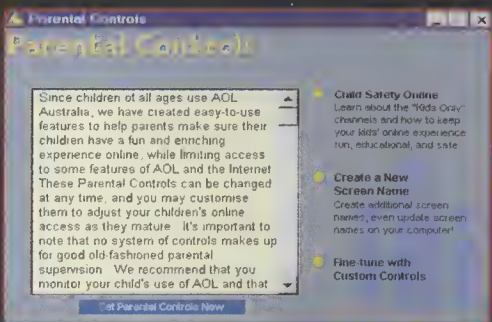 Parental Controls
Parental Controls
Since children of all ages use AOL
Australia, we have created easy-to-use
features to help parents make sure their
children have a fun and enriching
experience online, while limiting access
to some features of AOL and the Internet
These Parental Controls can be changed
at any time, and you may customise
them to adjust your children's online
access as they mature It's important to
note that no system of controls makes up
for good old-fashioned parental
supervision We recommend that you
monitor your child's use of AOL and that
Set Parental Controls Now
Child Safety Online
Learn about the "Kids Only"
channels and how to keep
your kids' online experience
fun, educational, and safe
Create a New
Screen Name
Create additional screen
names, even update screen
names on your computer!
Fine-tune with
Custom Controls